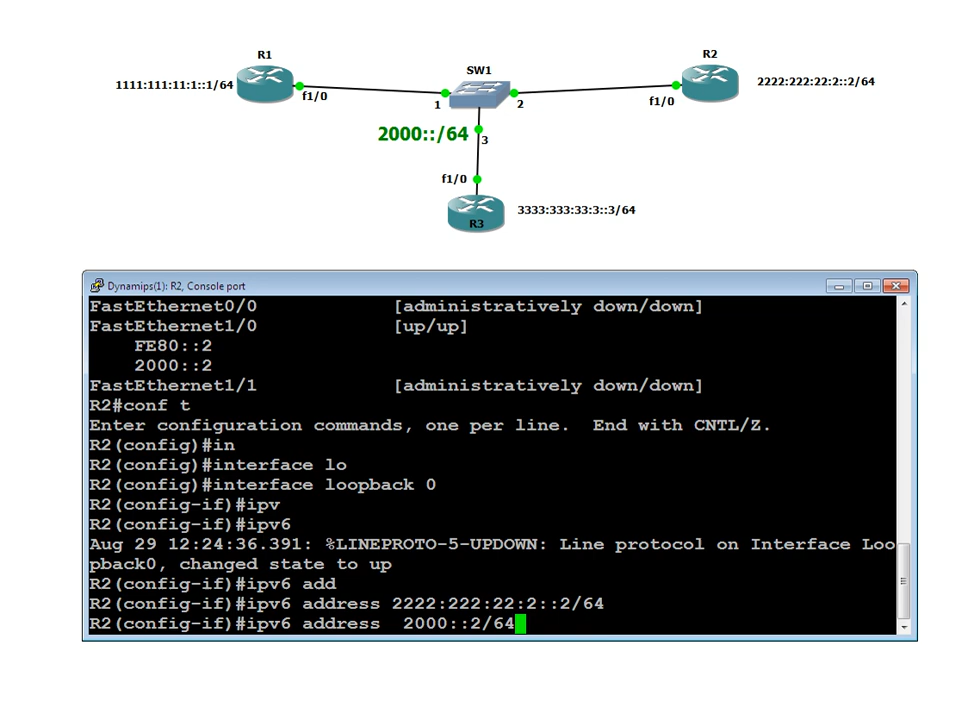 R1
R2
SW1
1111:111:11:1::1/64
2222:222:22:2::2/64
f1/0
1
2
f1/0
2000::/64
3
f1/0
3333:333:33:3::3/64
R3
Dynamips(1): R2, Console port
FastEthernet0/0 [administratively down/down]
FastEthernet1/0 [up/up]
FE80::2
2000::2
FastEthernet1/1 [administratively down/down]
R2#conf t
Enter configuration commands, one per line.  End with CNTL/Z.
R2(config)#in
R2(config)#interface lo
R2(config)#interface loopback 0
R2(config-if)#ipv
R2(config-if)#ipv6
Aug 29 12:24:36.391: %LINEPROTO-5-UPDOWN: Line protocol on Interface Loo
pback0, changed state to up
R2(config-if)#ipv6 add
R2(config-if)#ipv6 address 2222:222:22:2::2/64
R2(config-if)#ipv6 address  2000::2/64